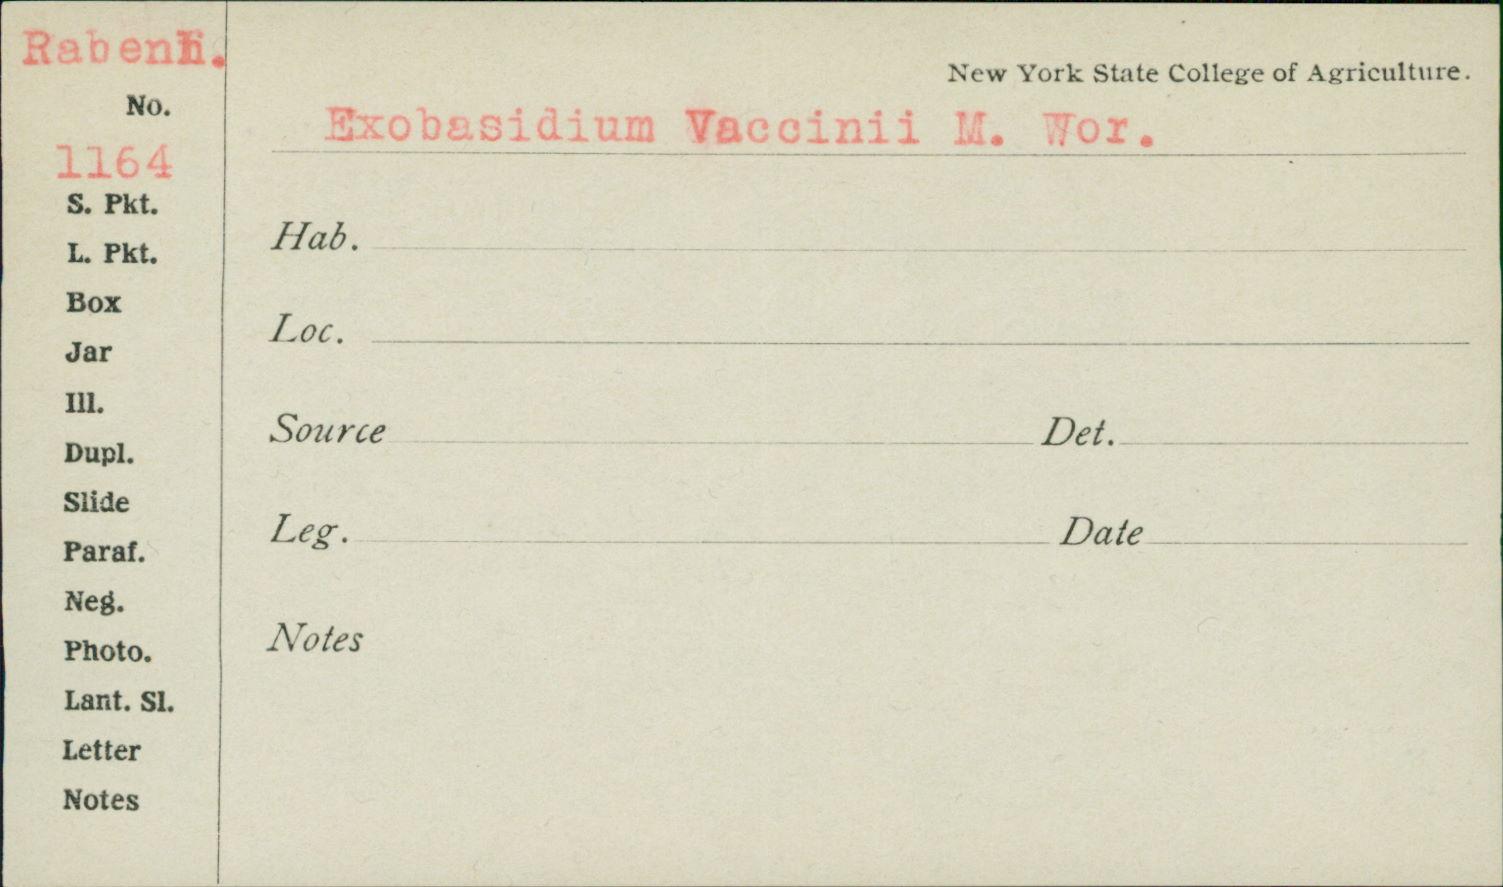 Rabenh.
No.
1164
S. Pkt.
L. Pkt.
Box
Jar
Ill.
Dupl.
Slide
Paraf.
Neg.
Photo.
Lant. Sl.
Letter
Notes
New York State College of Agriculture.
Exobasidium Vaccinii M. Wor.
Hab.
Loc.
Source Det.
Leg. Date
Notes